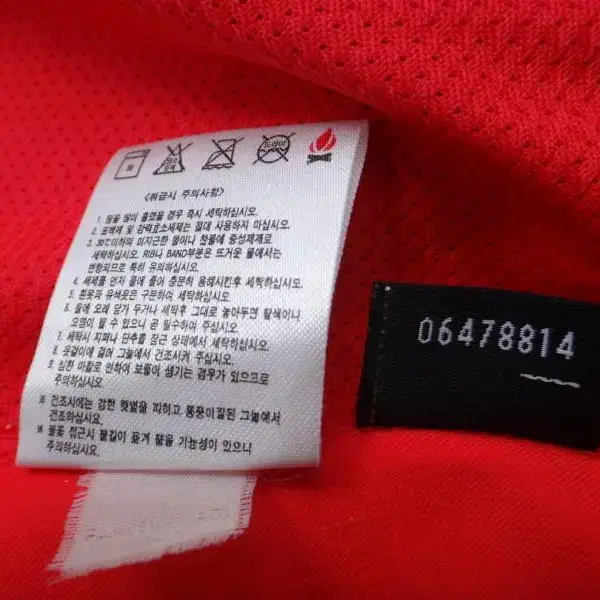 <취급시 주의사항>
1. 땀을 많이 흘렸을 경우 즉시 세탁하십시오.
2. 표백제 및 강력효소세제는 절대 사용하지 마십시오.
3. 30℃이하의 미지근한 물이나 찬물에 중성제제로
세탁하십시오. RIB나 BAND부분은 뜨거운 물에서는
변형되므로 특히 유의하십시오.
4. 세제를 먼저 물에 풀어 충분히 용해시킨후 세탁하십시오.
5. 흰옷과 유색옷은 구분하여 세탁하십시오.
6. 물에 오래 담가 두거나 세탁후 그대로 놓아두면 탈색이나
오염이 될 수 있으니 곧 탈수하여 주십시오.
7. 세탁시 지퍼나 단추를 잠근 상태에서 세탁하십시오.
8. 옷걸이에 걸어 그늘에서 건조시켜 주십시오.
9. 심한 마찰로 인하여 보풀이 생기는 경우가 있으므로
주의하십시오.
※ 건조시에는 강한 햇볕을 피하고 통풍이잘된 그늘에서
건조하십시오.
※ 불꽃 접근시 불길이 옮겨 붙을 가능성이 있으니
주의하십시오.
06478814